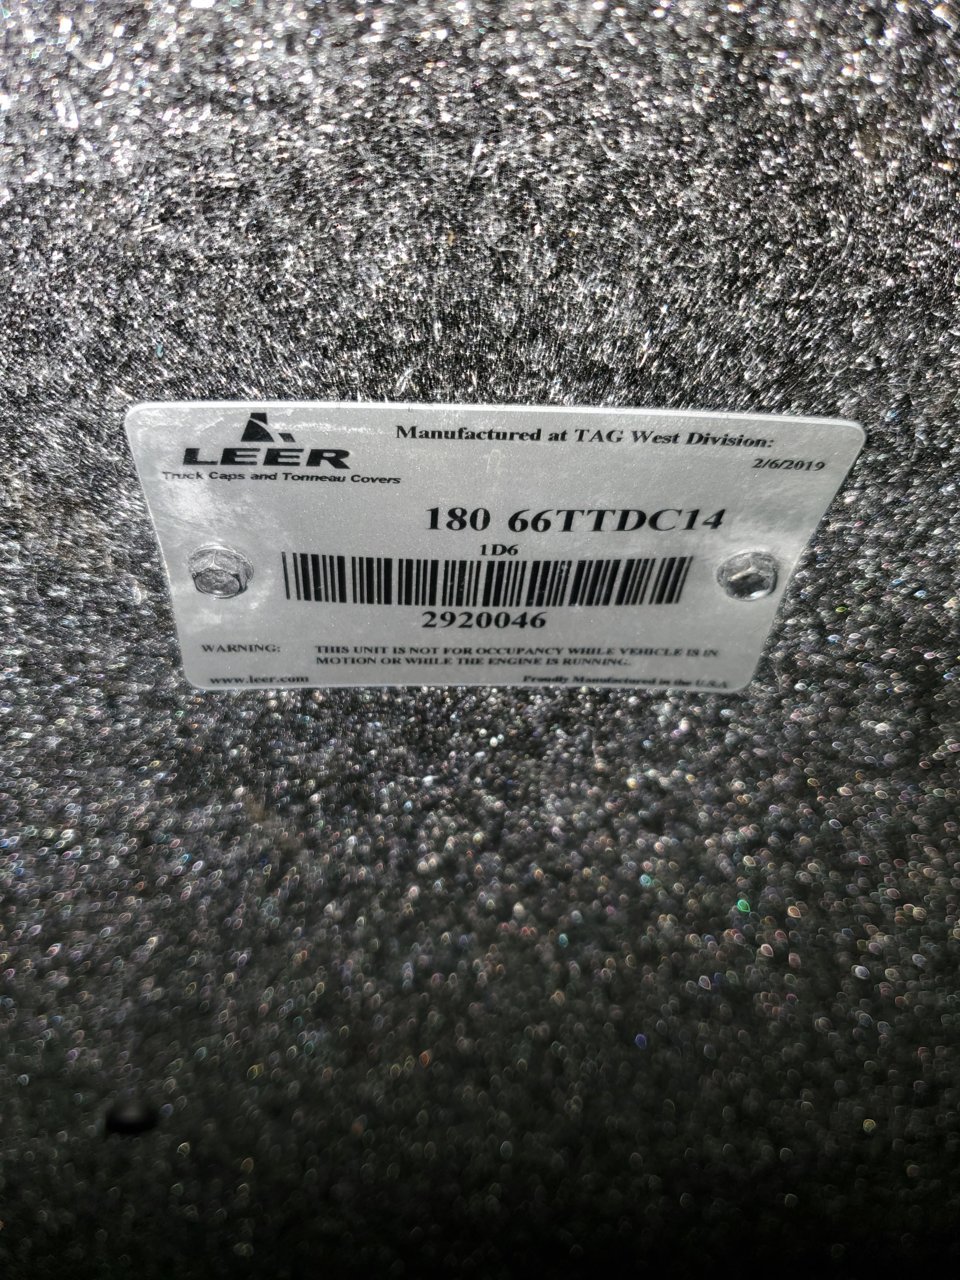 LEER
Truck Caps and Tonneau Covers
Manufactured at TAG West Division:
2/6/2019
180 66TTDC14
1D6
2920046
WARNING: THIS UNIT IS NOT FOR OCCUPANCY WHILE VEHICLE IS IN
MOTION OR WHILE THE ENGINE IS RUNNING.
www.leer.com Proudly Manufactured in the U.S.A